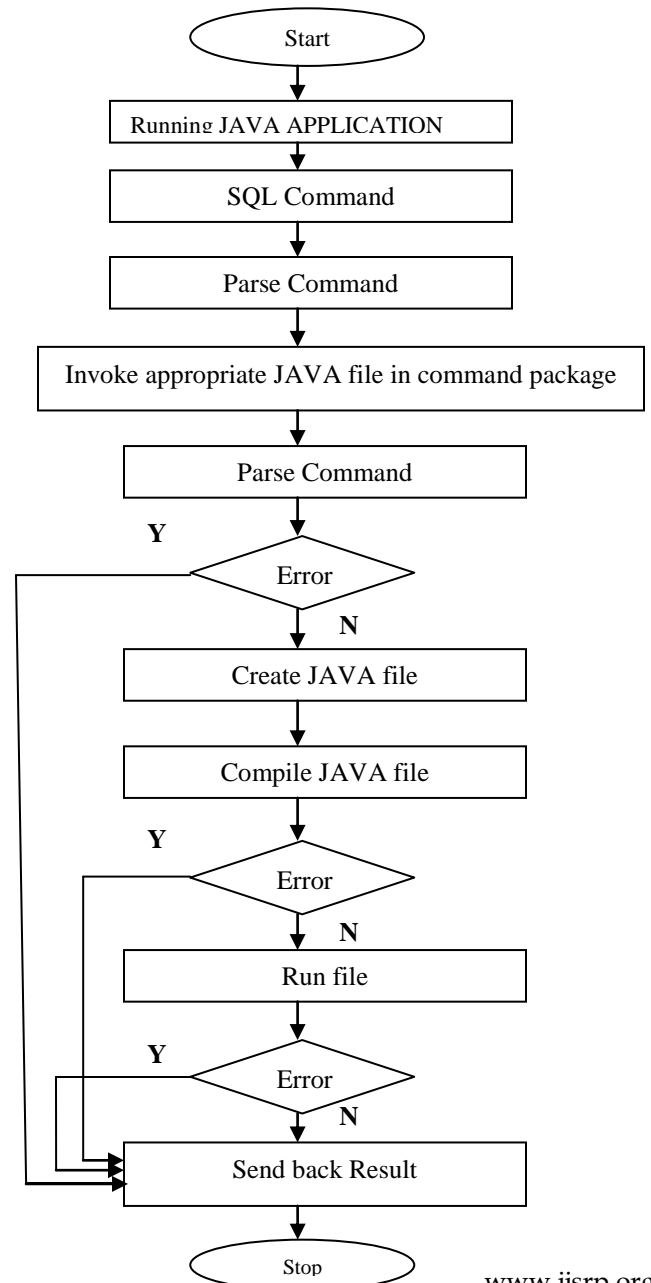 Start
Running JAVA APPLICATION
SQL Command
Parse Command
Invoke appropriate JAVA file in command package
Parse Command
Y
Error
N
Create JAVA file
Compile JAVA file
Y
Error
N
Run file
Y
Error
N
Send back Result
Stop